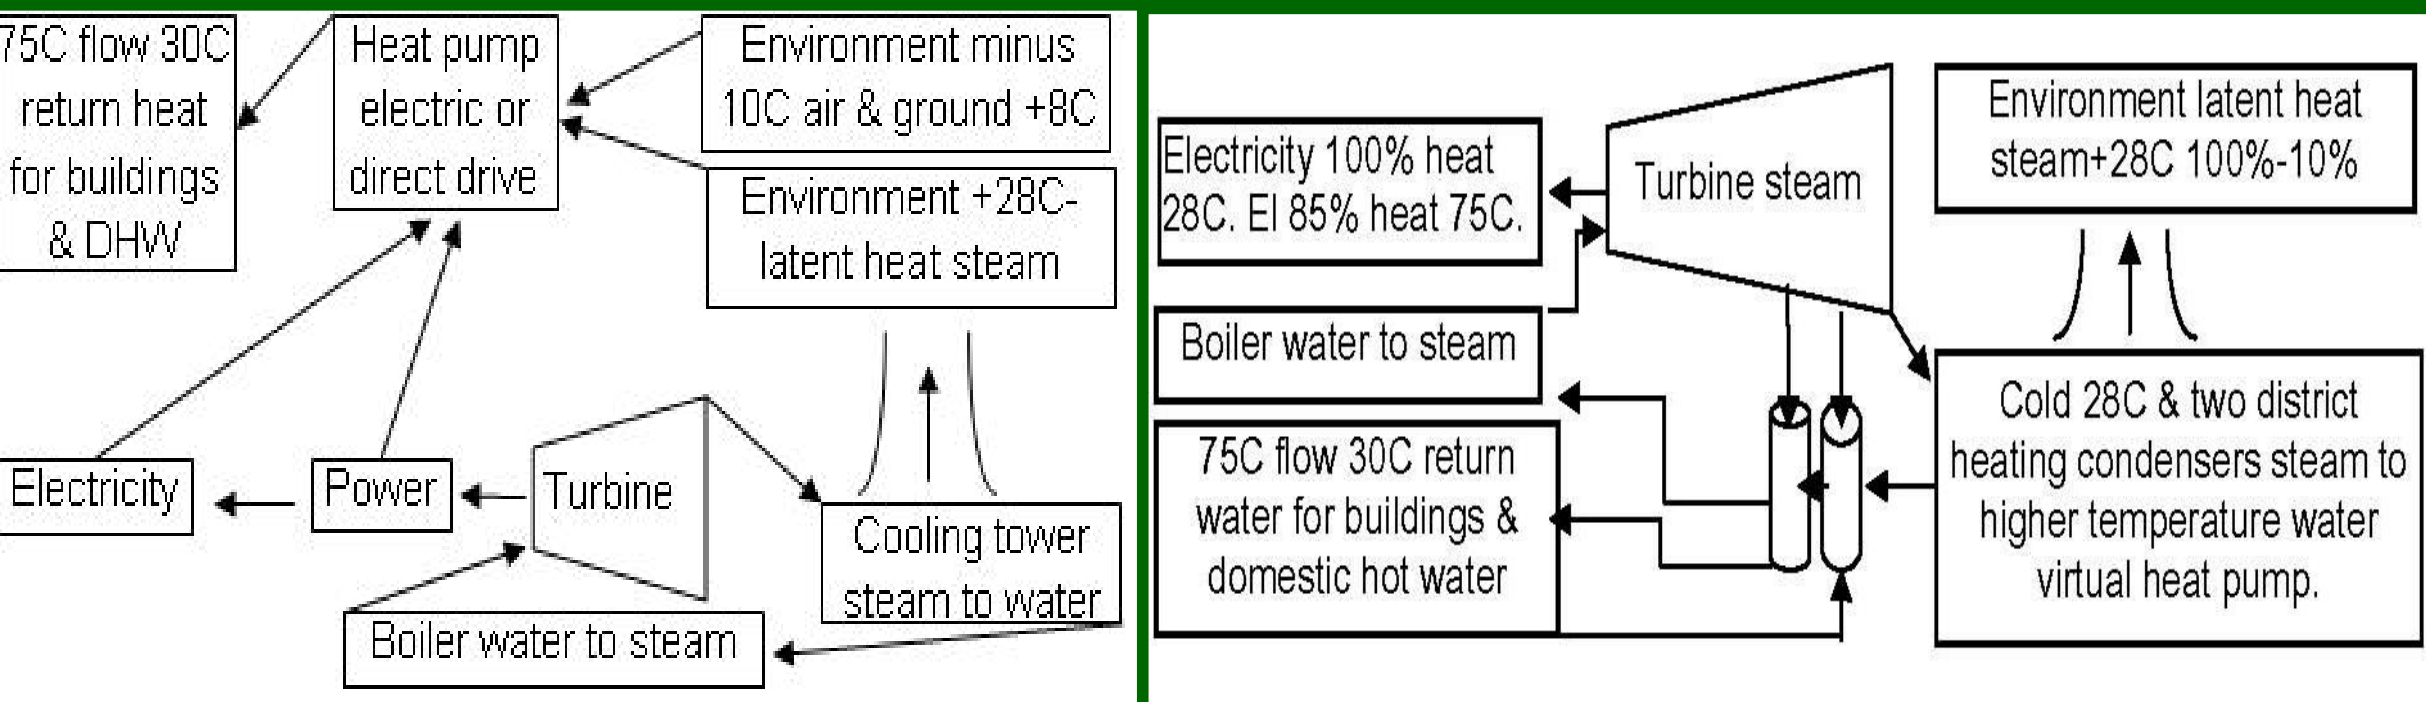 75C flow 30C
return heat
for buildings
& DHW
Heat pump
electric or
direct drive
Environment minus
10C air & ground +8C
Environment +28C-
latent heat steam
Electricity
Power
Turbine
Cooling tower
steam to water
Boiler water to steam
Electricity 100% heat
28C. El 85% heat 75C.
Turbine steam
Environment latent heat
steam+28C 100%-10%
Boiler water to steam
75C flow 30C return
water for buildings &
domestic hot water
Cold 28C & two district
heating condensers steam to
higher temperature water
virtual heat pump.